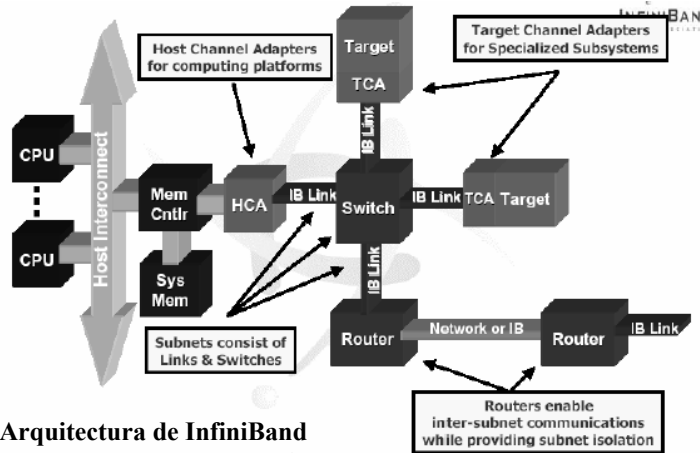 INFINIBAND
Host Channel Adapters
for computing platforms
Target
TCA
Target Channel Adapters
for Specialized Subsystems
IB Link
CPU
CPU
Host Interconnect
Mem
Cntlr
HCA
IB Link
Switch
IB Link
TCA Target
Sys
Mem
IB Link
Subnets consist of
Links & Switches
Router
Network or IB
Router
IB Link
Routers enable
inter-subnet communications
while providing subnet isolation
Arquitectura de InfiniBand